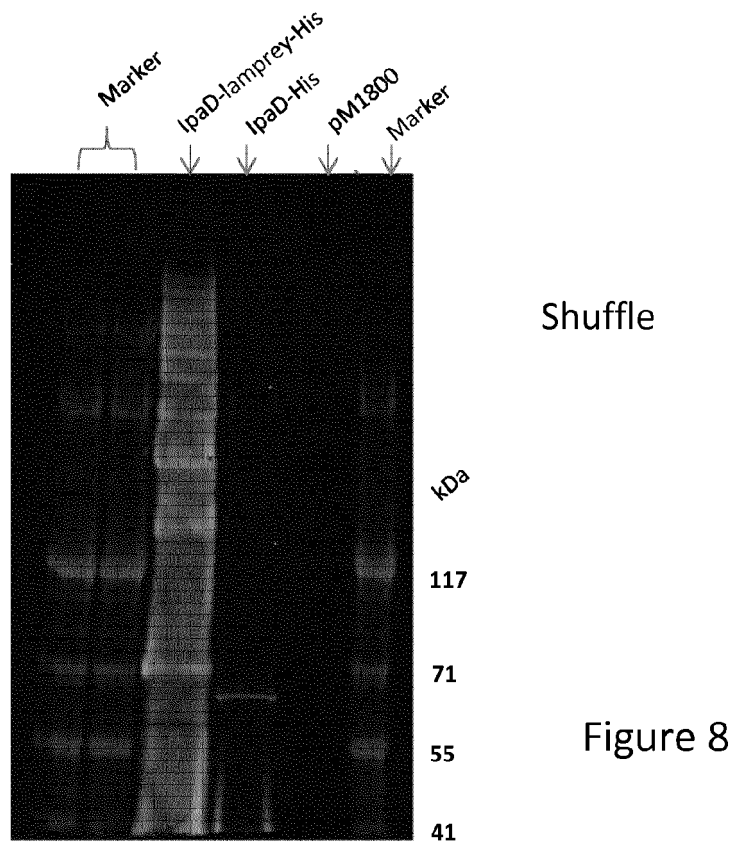 Marker
IpaD-lamprey-His
IpaD-His
pM1800
Marker
Shuffle
kDa
117
71
55
41
Figure 8